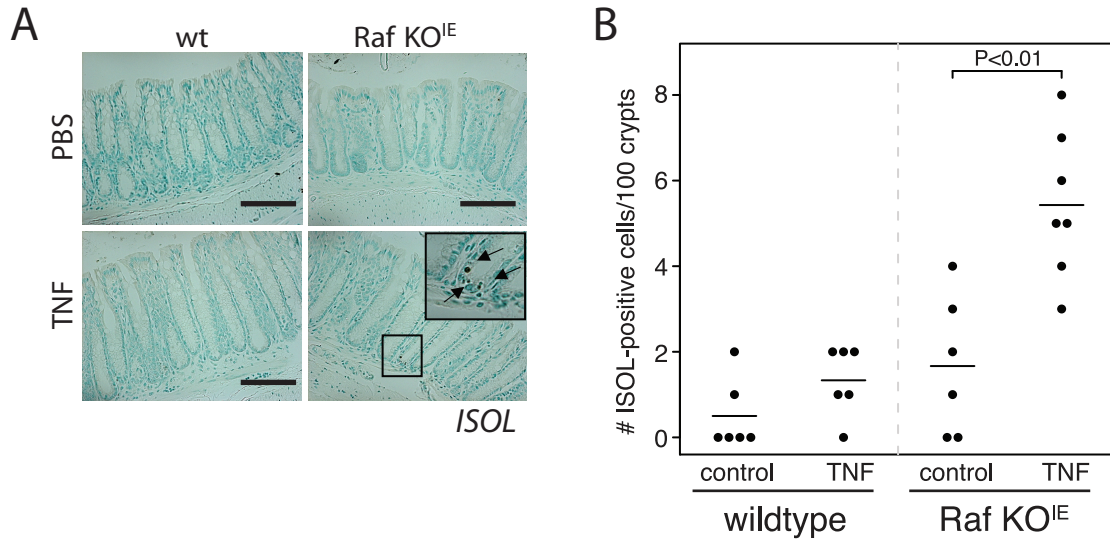 A
wt Raf KO^IE
PBS
TNF
ISOL
B
# ISOL-positive cells/100 crypts
P<0.01
8
6
4
2
0
control TNF control TNF
wildtype Raf KO^IE